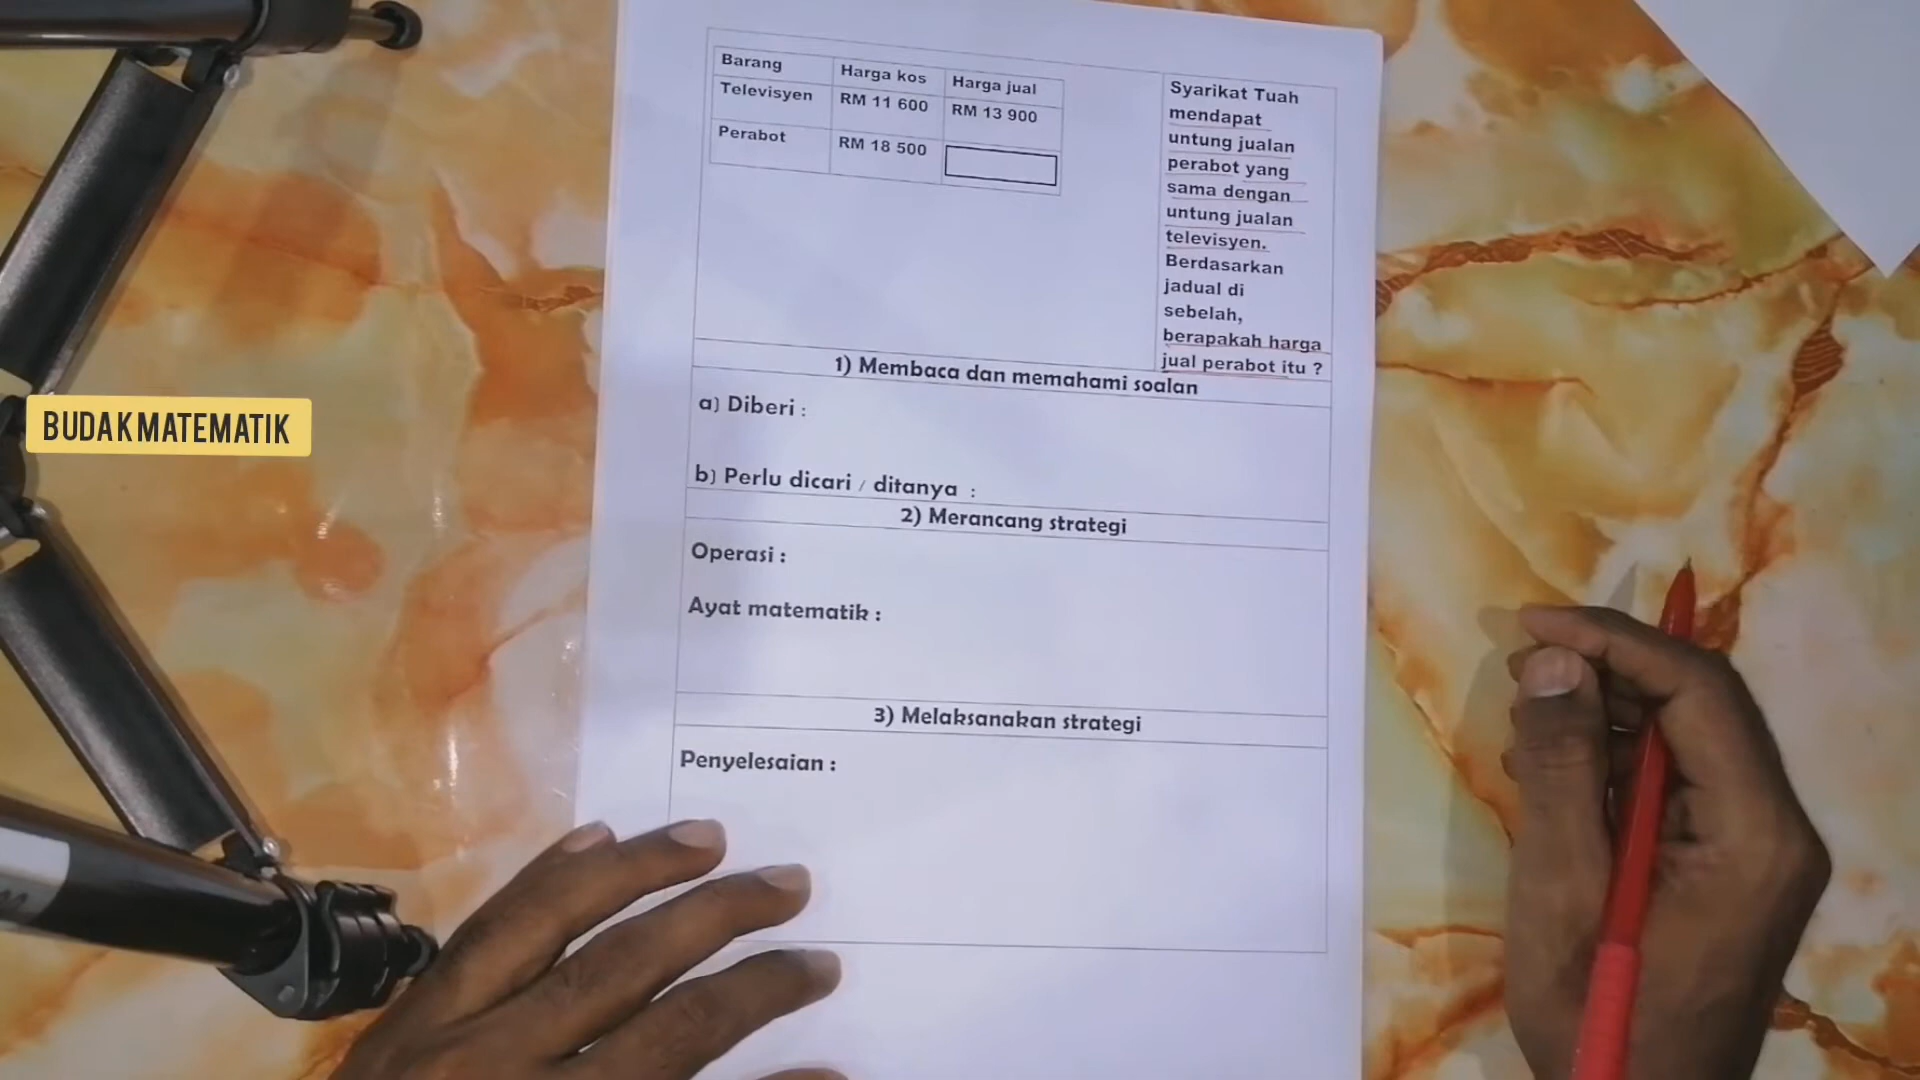 Barang Harga kos Harga jual
Televisyen RM 11 600 RM 13 900
Perabot RM 18 500
Syarikat Tuah
mendapat
untung jualan
perabot yang
sama dengan
untung jualan
televisyen.
Berdasarkan
jadual di
sebelah,
berapakah harga
jual perabot itu ?
1) Membaca dan memahami soalan
a) Diberi :
b) Perlu dicari / ditanya :
2) Merancang strategi
Operasi :
Ayat matematik :
3) Melaksanakan strategi
Penyelesaian :
BUDAK MATEMATIK